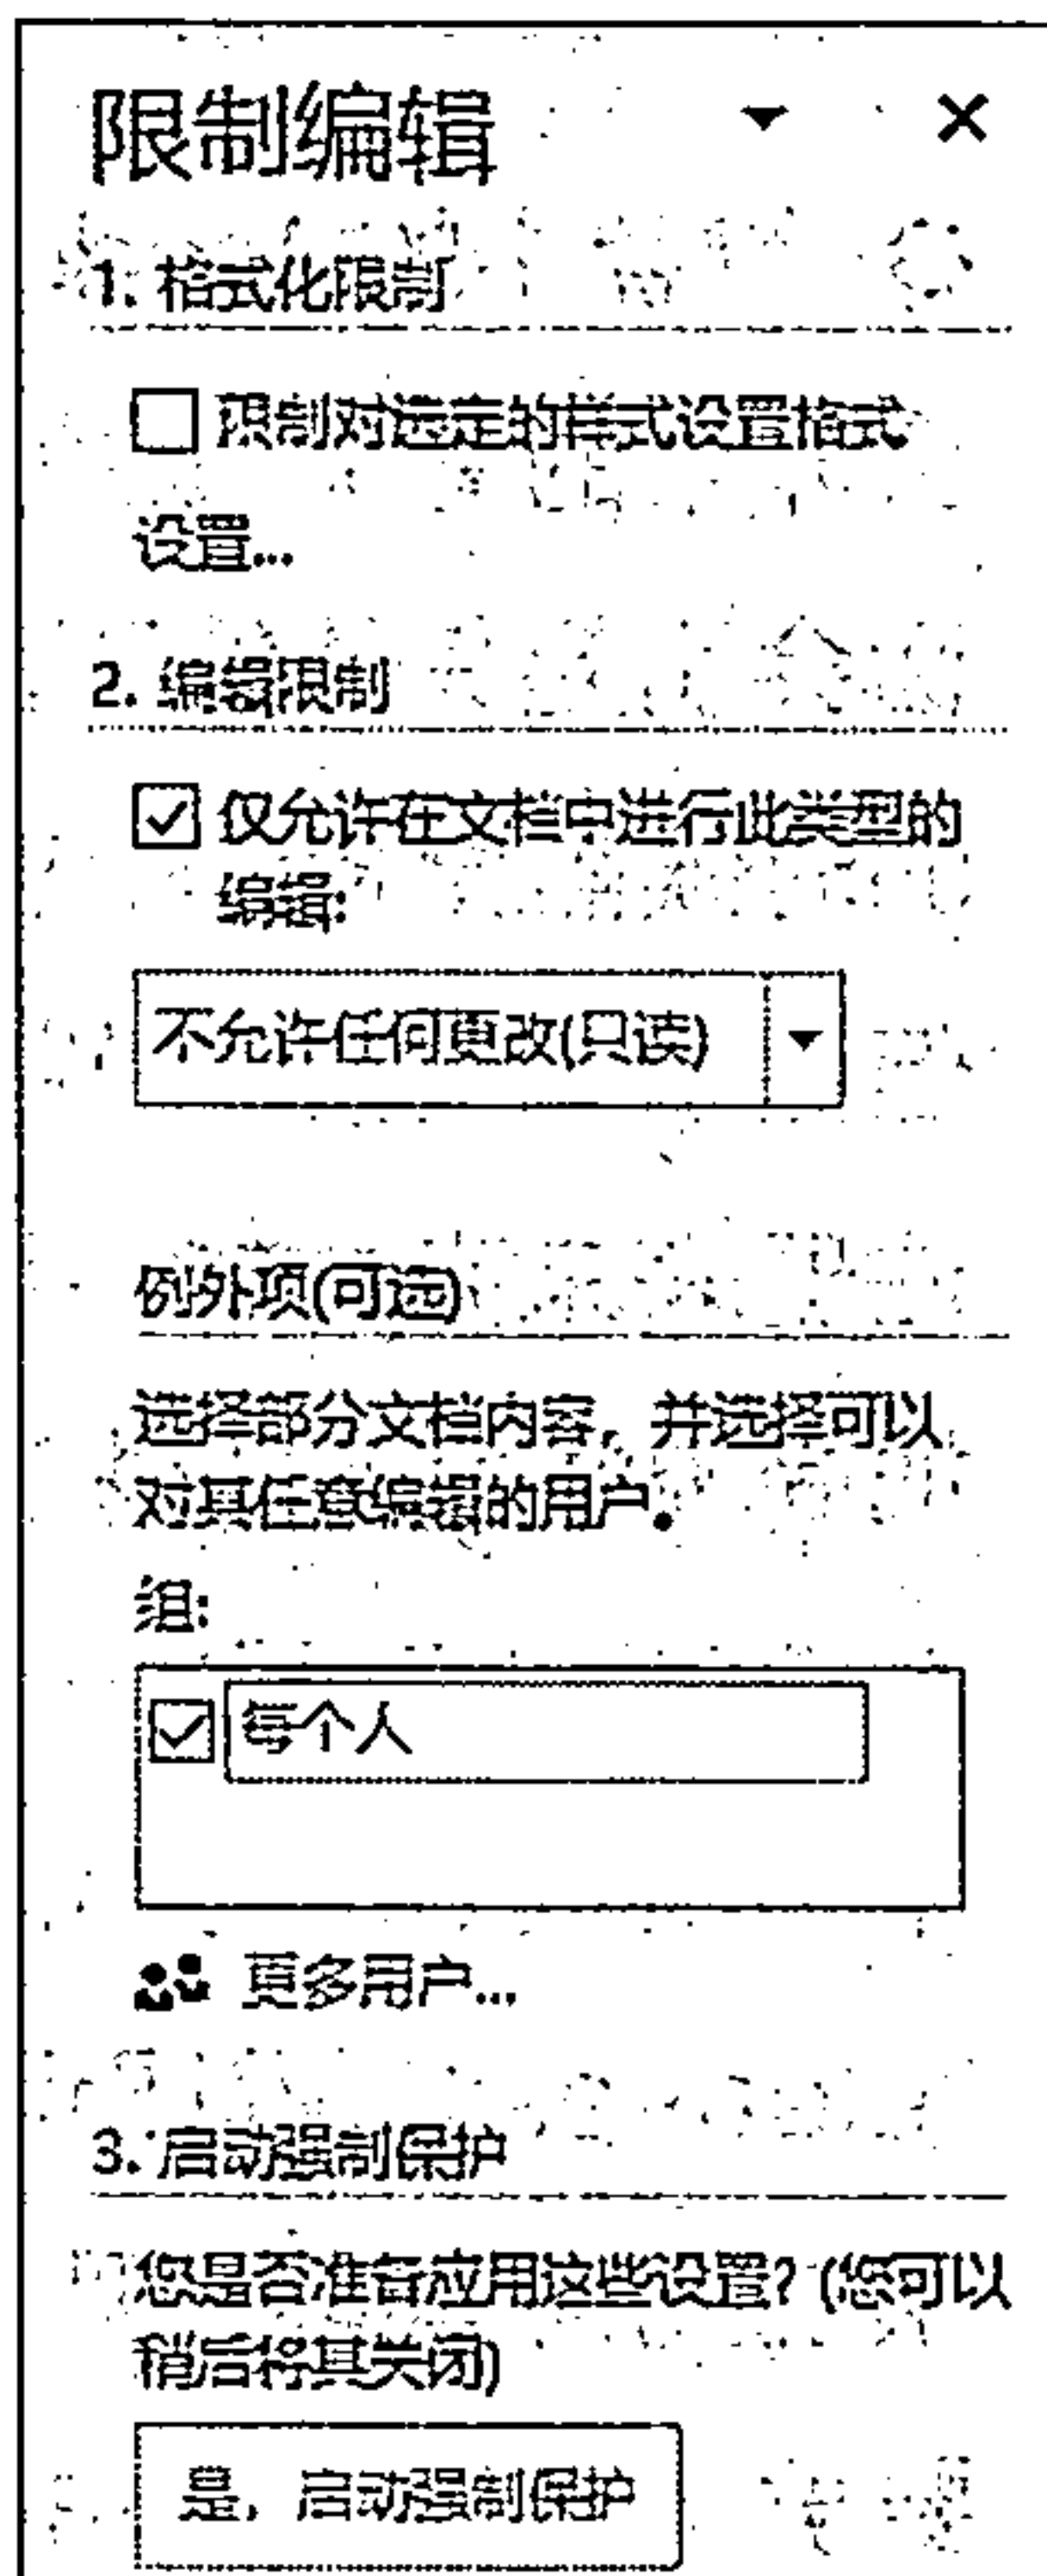 限制编辑
1. 格式化限制
限制对选定的样式设置格式
设置...
2. 编辑限制
仅允许在文档中进行此类型的
编辑:
不允许任何更改(只读)
例外项(可选)
选择部分文档内容，并选择可以
对其任意编辑的用户。
组:
每个人
更多用户...
3. 启动强制保护
您是否准备应用这些设置? (您可以
稍后将其关闭)
是，启动强制保护